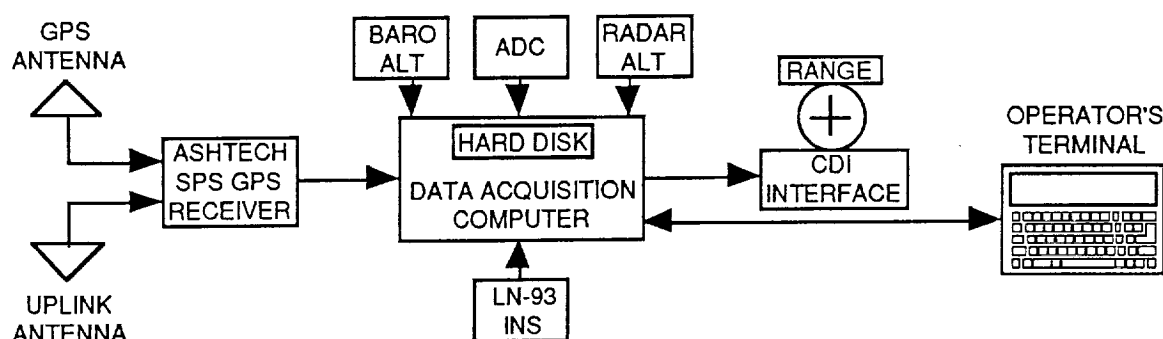 GPS
ANTENNA
UPLINK
ANTENNA
ASHTECH
SPS GPS
RECEIVER
BARO
ALT
ADC
RADAR
ALT
HARD DISK
DATA ACQUISITION
COMPUTER
LN-93
INS
RANGE
CDI
INTERFACE
OPERATOR'S
TERMINAL